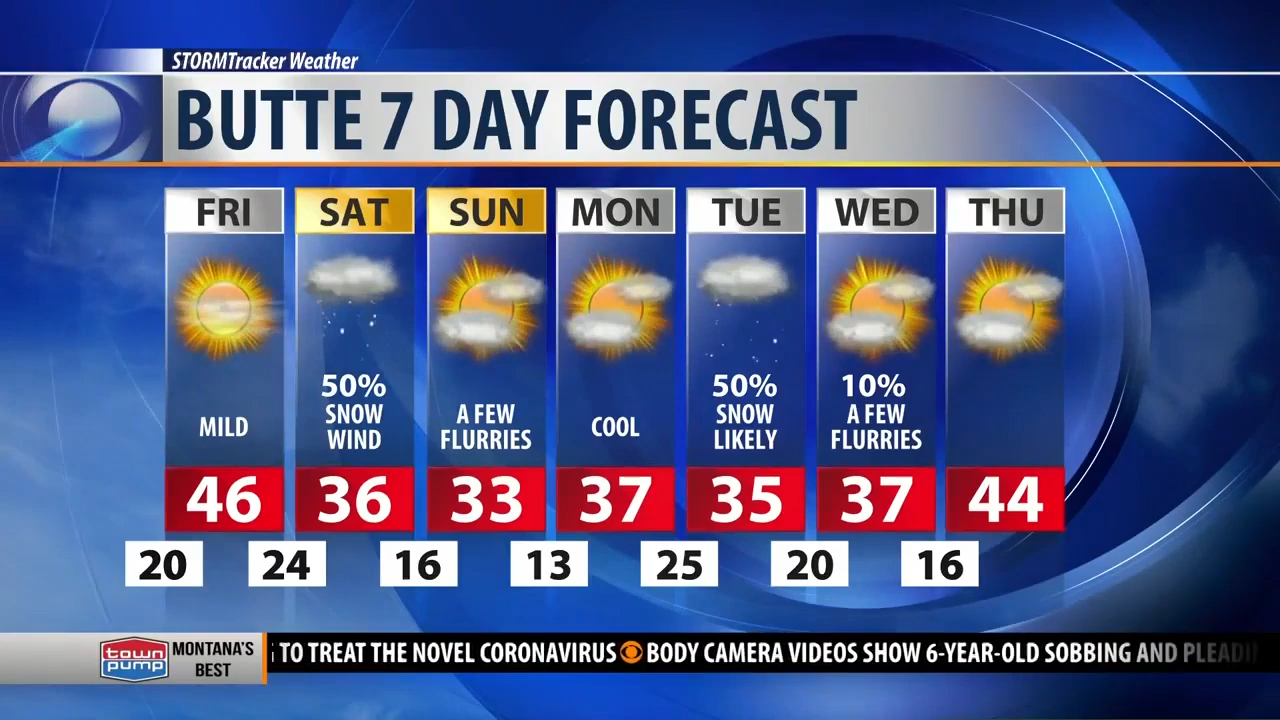 STORMTracker Weather
BUTTE 7 DAY FORECAST
FRI SAT SUN MON TUE WED THU
MILD
50%
SNOW
WIND
A FEW
FLURRIES
COOL
50%
SNOW
LIKELY
10%
A FEW
FLURRIES
46 36 33 37 35 37 44
20 24 16 13 25 20 16
town
pump
MONTANA'S
BEST
TO TREAT THE NOVEL CORONAVIRUS BODY CAMERA VIDEOS SHOW 6-YEAR-OLD SOBBING AND PLEADI